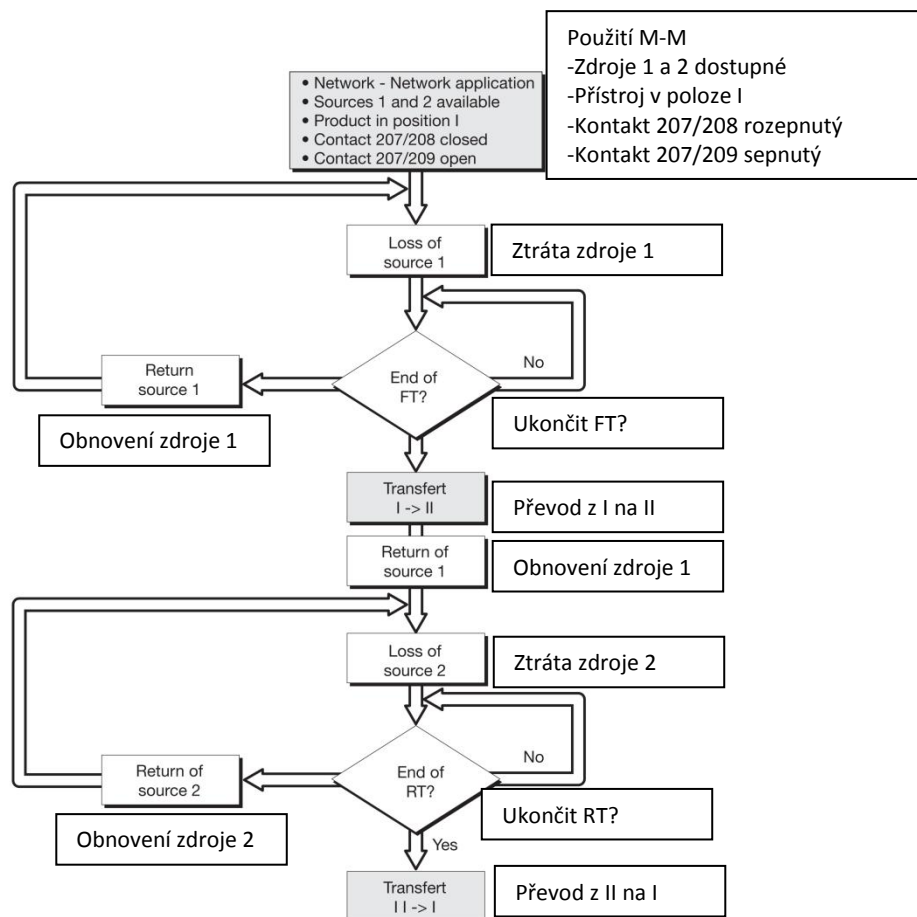 • Network - Network application
• Sources 1 and 2 available
• Product in position I
• Contact 207/208 closed
• Contact 207/209 open
Použití M-M
-Zdroje 1 a 2 dostupné
-Přístroj v poloze I
-Kontakt 207/208 rozepnutý
-Kontakt 207/209 sepnutý
Loss of
source 1
Ztráta zdroje 1
No
Return
source 1
End of
FT?
Obnovení zdroje 1
Ukončit FT?
Transfert
I -> II
Převod z I na II
Return of
source 1
Obnovení zdroje 1
Loss of
source 2
Ztráta zdroje 2
No
Return of
source 2
End of
RT?
Obnovení zdroje 2
Ukončit RT?
Yes
Transfert
I I -> I
Převod z II na I